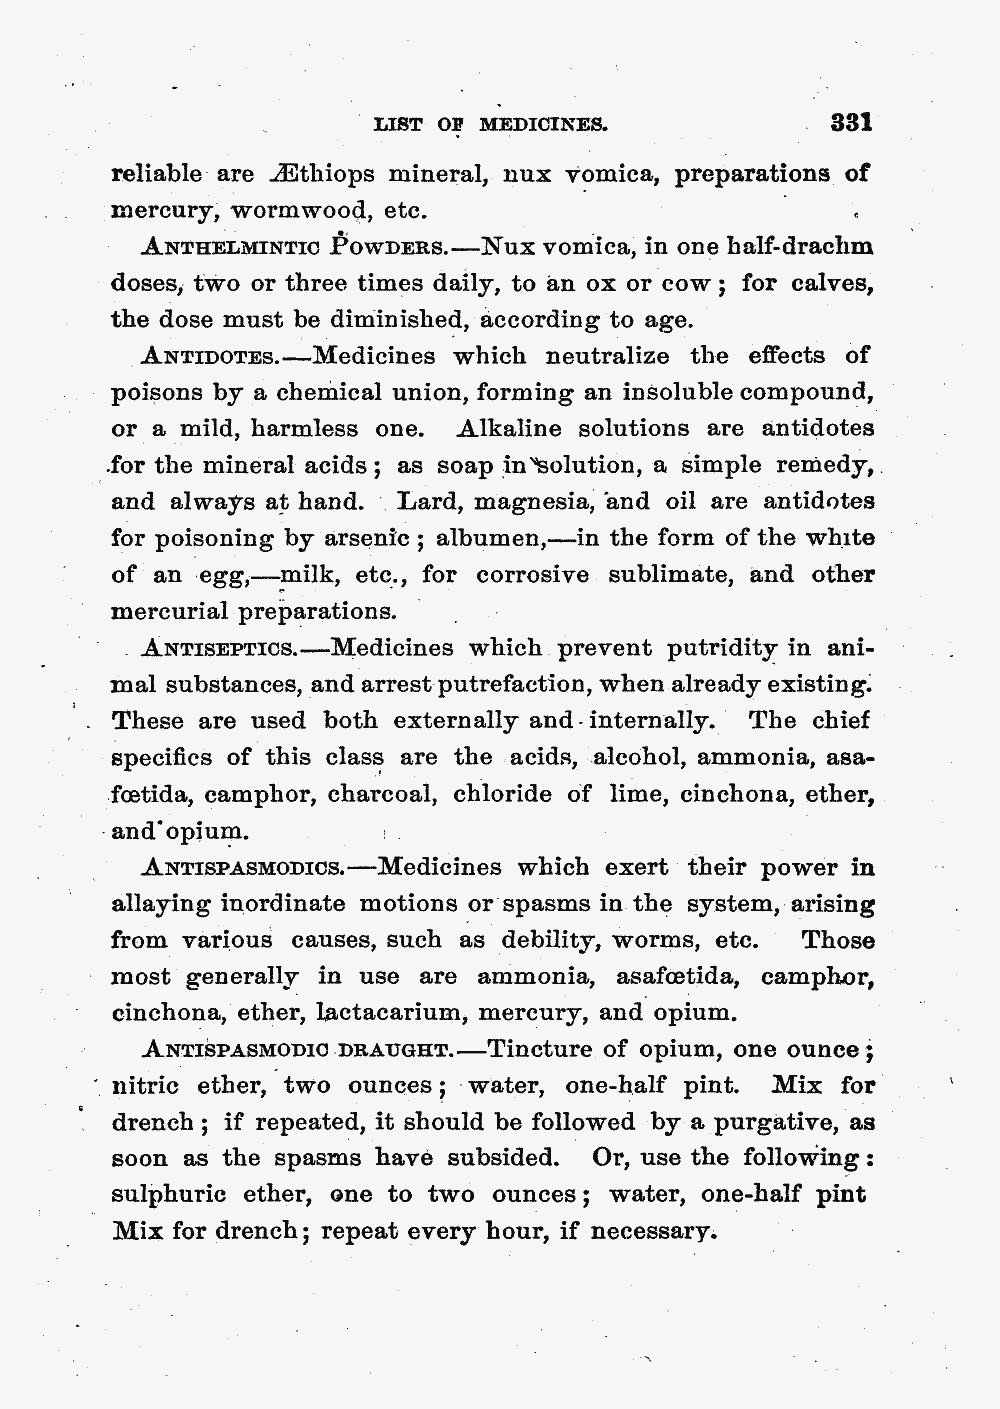 LIST OF MEDICINES. 331
reliable are Æthiops mineral, nux vomica, preparations of
mercury, wormwood, etc.
ANTHELMINTIC POWDERS.—Nux vomica, in one half-drachm
doses, two or three times daily, to an ox or cow; for calves,
the dose must be diminished, according to age.
ANTIDOTES.—Medicines which neutralize the effects of
poisons by a chemical union, forming an insoluble compound,
or a mild, harmless one. Alkaline solutions are antidotes
for the mineral acids; as soap in solution, a simple remedy,
and always at hand. Lard, magnesia, and oil are antidotes
for poisoning by arsenic; albumen,—in the form of the white
of an egg,—milk, etc., for corrosive sublimate, and other
mercurial preparations.
ANTISEPTICS.—Medicines which prevent putridity in ani-
mal substances, and arrest putrefaction, when already existing.
These are used both externally and internally. The chief
specifics of this class are the acids, alcohol, ammonia, asa-
fœtida, camphor, charcoal, chloride of lime, cinchona, ether,
and opium.
ANTISPASMODICS.—Medicines which exert their power in
allaying inordinate motions or spasms in the system, arising
from various causes, such as debility, worms, etc. Those
most generally in use are ammonia, asafœtida, camphor,
cinchona, ether, lactacarium, mercury, and opium.
ANTISPASMODIC DRAUGHT.—Tincture of opium, one ounce;
nitric ether, two ounces; water, one-half pint. Mix for
drench; if repeated, it should be followed by a purgative, as
soon as the spasms have subsided. Or, use the following:
sulphuric ether, one to two ounces; water, one-half pint
Mix for drench; repeat every hour, if necessary.